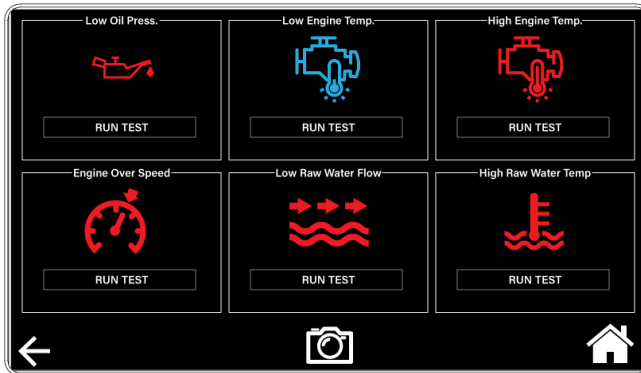 Low Oil Press.
Low Engine Temp.
High Engine Temp.
RUN TEST
RUN TEST
RUN TEST
Engine Over Speed
Low Raw Water Flow
High Raw Water Temp
RUN TEST
RUN TEST
RUN TEST